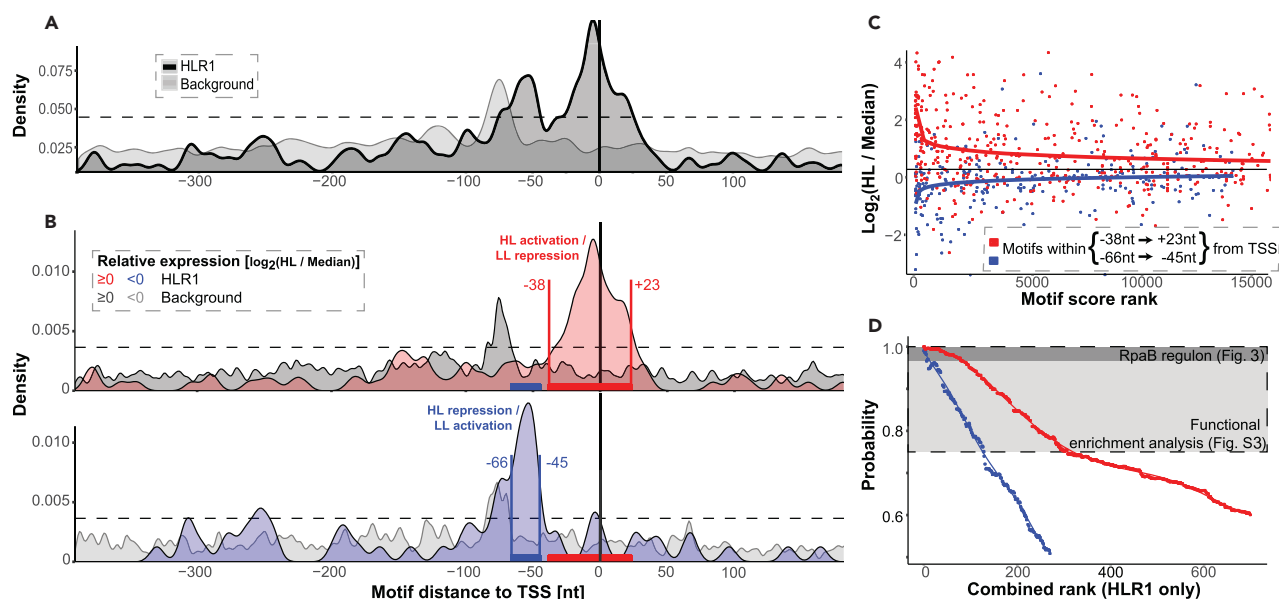 A
Density
0.075
0.050
0.025
HLR1
Background
−300 −200 −100 −50 0 50 100
B
Density
0.010
0.005
0
Relative expression [log2(HL / Median)]
≥0 <0 HLR1
≥0 <0 Background
HL activation /
LL repression
-38 +23
0.010
0.005
0
HL repression /
LL activation
-66 -45
−300 −200 −100 −50 0 50 100
Motif distance to TSS [nt]
C
Log2(HL / Median)
4
2
0
−2
Motifs within { -38nt → +23nt } from TSS
-66nt → -45nt
0 5000 10000 15000
Motif score rank
D
Probability
1.0
0.8
0.6
RpaB regulon (Fig. 3)
Functional
enrichment analysis (Fig. S3)
0 200 400 600
Combined rank (HLR1 only)